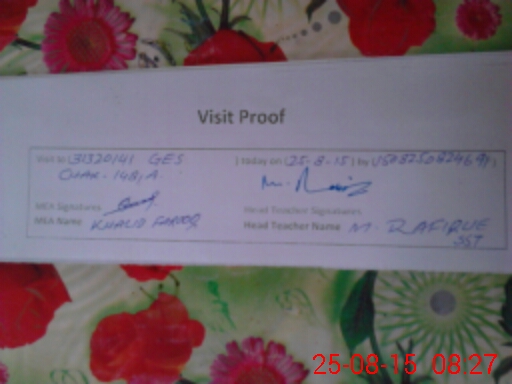 Visit Proof
Visit to (31320141 GES ) today on (25-8-15) by
CHAK-148/A
MEA Signatures
Head Teacher Signatures
MEA Name KHALID FAROOQ Head Teacher Name M. RAFIQUE
SST
25-08-15 08:27